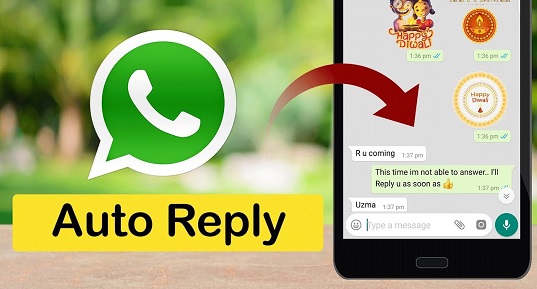 Auto Reply
Happy
Diwali
1:36 pm
1:36 pm
Happy
Diwali
1:36 pm
R u coming 1:37 pm
This time im not able to answer.. I'll
Reply u as soon as 👍
1:37 pm
Uzma 1:37 pm
Type a message